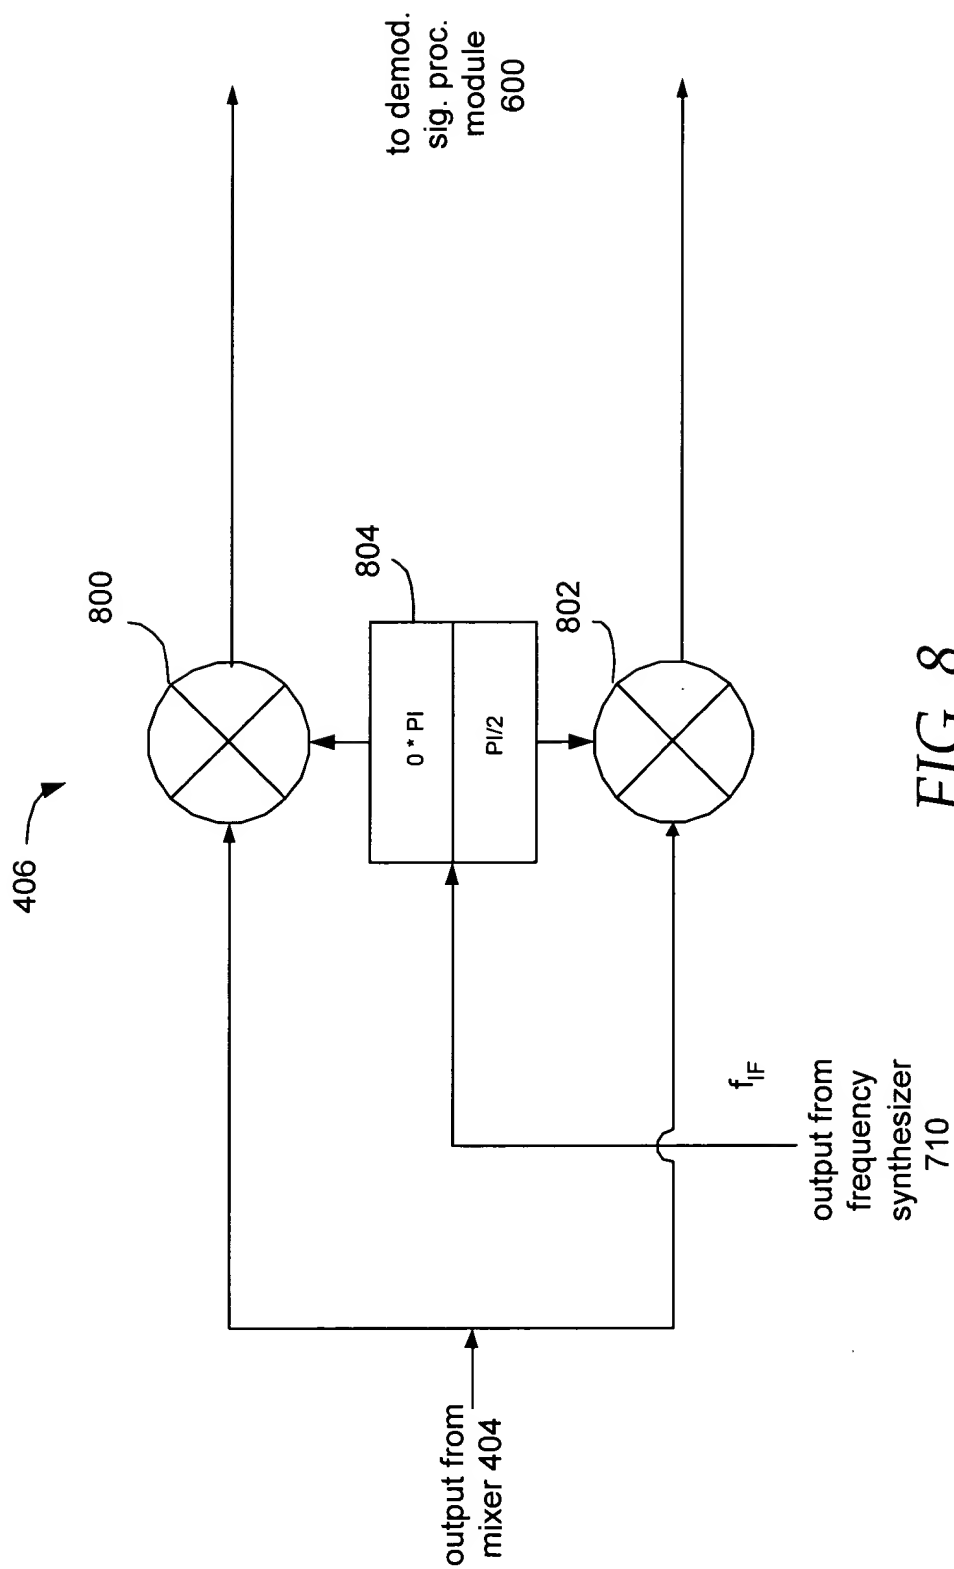 406
800
804
802
0 * PI
PI/2
to demod.
sig. proc.
module
600
output from
mixer 404
f_IF
output from
frequency
synthesizer
710
FIG. 8